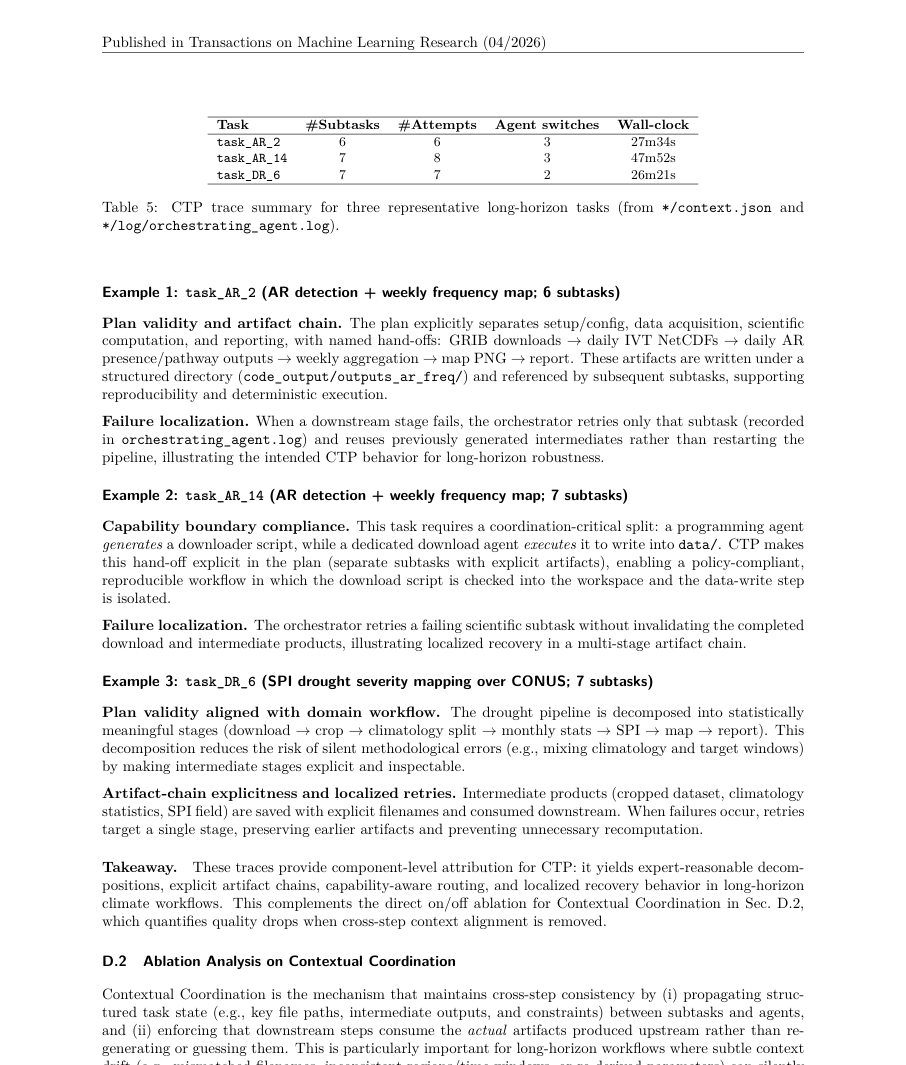 Published in Transactions on Machine Learning Research (04/2026)
Task #Subtasks #Attempts Agent switches Wall-clock
task_AR_2 6 6 3 27m34s
task_AR_14 7 8 3 47m52s
task_DR_6 7 7 2 26m21s
Table 5: CTP trace summary for three representative long-horizon tasks (from */context.json and
*/log/orchestrating_agent.log).
Example 1: task_AR_2 (AR detection + weekly frequency map; 6 subtasks)
Plan validity and artifact chain. The plan explicitly separates setup/config, data acquisition, scientific
computation, and reporting, with named hand-offs: GRIB downloads → daily IVT NetCDFs → daily AR
presence/pathway outputs → weekly aggregation → map PNG → report. These artifacts are written under a
structured directory (code_output/outputs_ar_freq/) and referenced by subsequent subtasks, supporting
reproducibility and deterministic execution.
Failure localization. When a downstream stage fails, the orchestrator retries only that subtask (recorded
in orchestrating_agent.log) and reuses previously generated intermediates rather than restarting the
pipeline, illustrating the intended CTP behavior for long-horizon robustness.
Example 2: task_AR_14 (AR detection + weekly frequency map; 7 subtasks)
Capability boundary compliance. This task requires a coordination-critical split: a programming agent
generates a downloader script, while a dedicated download agent executes it to write into data/. CTP makes
this hand-off explicit in the plan (separate subtasks with explicit artifacts), enabling a policy-compliant,
reproducible workflow in which the download script is checked into the workspace and the data-write step
is isolated.
Failure localization. The orchestrator retries a failing scientific subtask without invalidating the completed
download and intermediate products, illustrating localized recovery in a multi-stage artifact chain.
Example 3: task_DR_6 (SPI drought severity mapping over CONUS; 7 subtasks)
Plan validity aligned with domain workflow. The drought pipeline is decomposed into statistically
meaningful stages (download → crop → climatology split → monthly stats → SPI → map → report). This
decomposition reduces the risk of silent methodological errors (e.g., mixing climatology and target windows)
by making intermediate stages explicit and inspectable.
Artifact-chain explicitness and localized retries. Intermediate products (cropped dataset, climatology
statistics, SPI field) are saved with explicit filenames and consumed downstream. When failures occur, retries
target a single stage, preserving earlier artifacts and preventing unnecessary recomputation.
Takeaway. These traces provide component-level attribution for CTP: it yields expert-reasonable decom-
positions, explicit artifact chains, capability-aware routing, and localized recovery behavior in long-horizon
climate workflows. This complements the direct on/off ablation for Contextual Coordination in Sec. D.2,
which quantifies quality drops when cross-step context alignment is removed.
D.2 Ablation Analysis on Contextual Coordination
Contextual Coordination is the mechanism that maintains cross-step consistency by (i) propagating struc-
tured task state (e.g., key file paths, intermediate outputs, and constraints) between subtasks and agents,
and (ii) enforcing that downstream steps consume the actual artifacts produced upstream rather than re-
generating or guessing them. This is particularly important for long-horizon workflows where subtle context